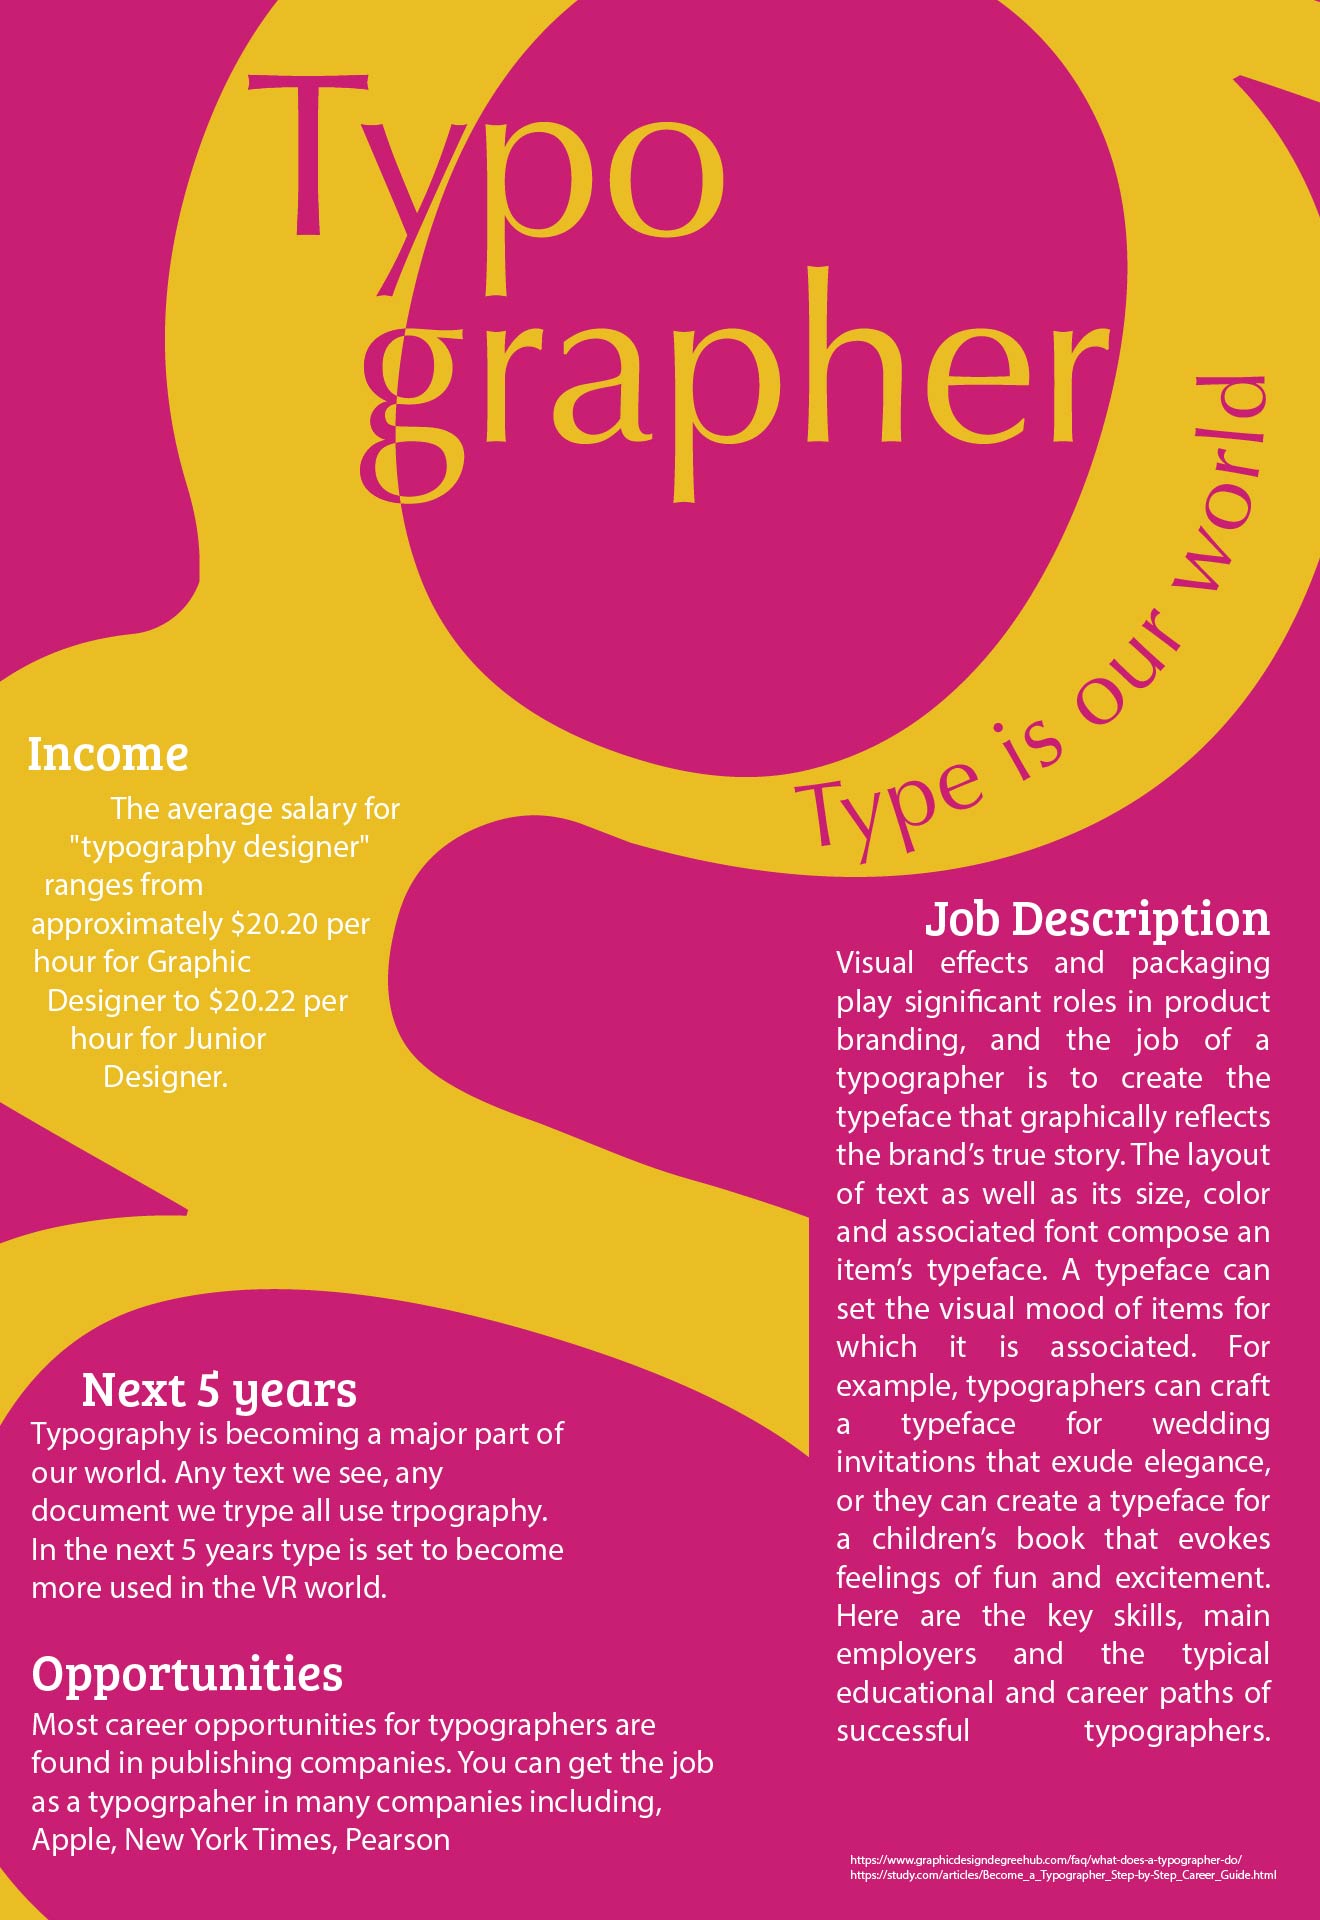 Typo
grapher
Type is our world
Income
The average salary for
"typography designer"
ranges from
approximately $20.20 per
hour for Graphic
Designer to $20.22 per
hour for Junior
Designer.
Job Description
Visual effects and packaging
play significant roles in product
branding, and the job of a
typographer is to create the
typeface that graphically reflects
the brand’s true story. The layout
of text as well as its size, color
and associated font compose an
item’s typeface. A typeface can
set the visual mood of items for
which it is associated. For
example, typographers can craft
a typeface for wedding
invitations that exude elegance,
or they can create a typeface for
a children’s book that evokes
feelings of fun and excitement.
Here are the key skills, main
employers and the typical
educational and career paths of
successful typographers.
Next 5 years
Typography is becoming a major part of
our world. Any text we see, any
document we trype all use trpography.
In the next 5 years type is set to become
more used in the VR world.
Opportunities
Most career opportunities for typographers are
found in publishing companies. You can get the job
as a typogrpaher in many companies including,
Apple, New York Times, Pearson
https://www.graphicdesigndegreehub.com/faq/what-does-a-typographer-do/
https://study.com/articles/Become_a_Typographer_Step-by-Step_Career_Guide.html